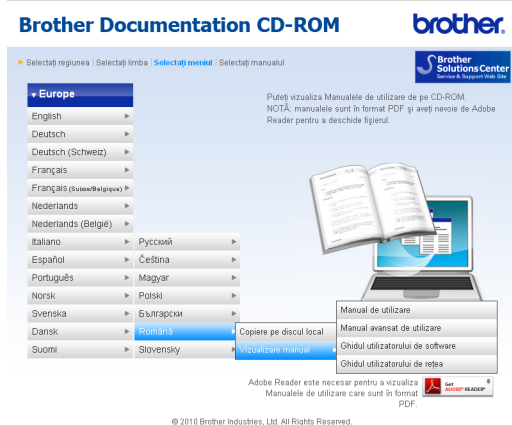 Brother Documentation CD-ROM
brother.
Selectați regiunea | Selectați limba | Selectați meniul | Selectați manualul
Brother
SolutionsCenter
Service & Support Web Site
Europe
Puteți vizualiza Manualele de utilizare de pe CD-ROM.
NOTĂ: manualele sunt în format PDF și aveți nevoie de Adobe
Reader pentru a deschide fișierul.
English
Deutsch
Deutsch (Schweiz)
Français
Français (Suisse/Belgique)
Nederlands
Nederlands (België)
Italiano
Русский
Español
Čeština
Português
Magyar
Norsk
Polski
Svenska
Български
Dansk
Română
Suomi
Slovensky
Copiere pe discul local
Vizualizare manual
Manual de utilizare
Manual avansat de utilizare
Ghidul utilizatorului de software
Ghidul utilizatorului de rețea
Adobe Reader este necesar pentru a vizualiza
Manualele de utilizare care sunt în format
PDF.
Get
ADOBE® READER®
© 2010 Brother Industries, Ltd. All Rights Reserved.